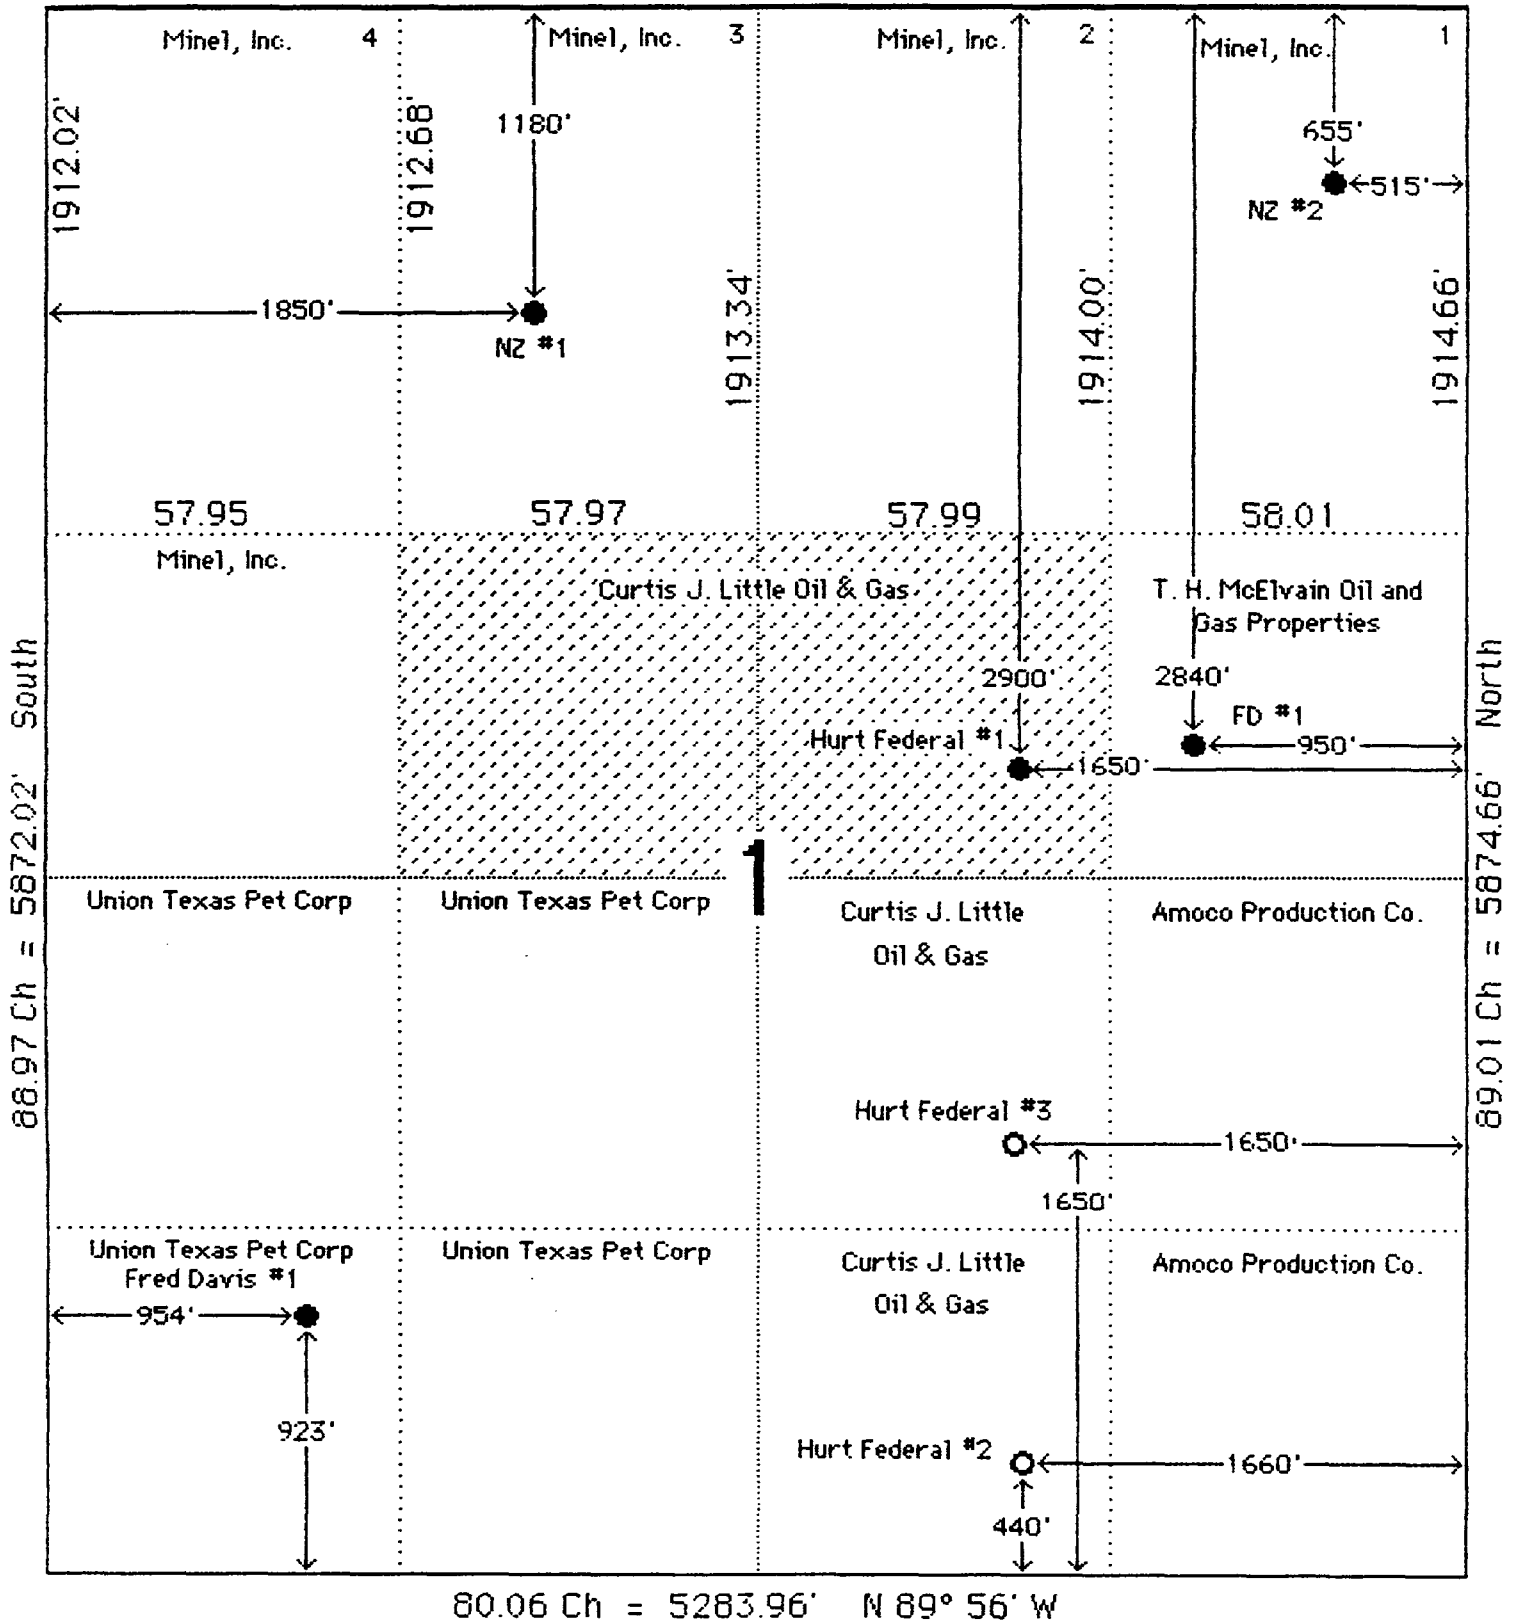 Minel, Inc. 4
Minel, Inc. 3
Minel, Inc. 2
Minel, Inc. 1
1912.02'
1912.68'
1180'
655'
515'
NZ #2
1850'
NZ #1
1913.34'
1914.00'
1914.66'
57.95
57.97
57.99
58.01
Minel, Inc.
Curtis J. Little Oil & Gas
T. H. McElvain Oil and
Gas Properties
2900'
2840'
FD #1
Hurt Federal #1
950'
1650'
1
88.97 Ch = 5872.02' South
89.01 Ch = 5874.66' North
Union Texas Pet Corp
Union Texas Pet Corp
Curtis J. Little
Oil & Gas
Amoco Production Co.
Hurt Federal #3
1650'
1650'
Union Texas Pet Corp
Fred Davis #1
Union Texas Pet Corp
Curtis J. Little
Oil & Gas
Amoco Production Co.
954'
923'
Hurt Federal #2
1660'
440'
80.06 Ch = 5283.96' N 89° 56' W